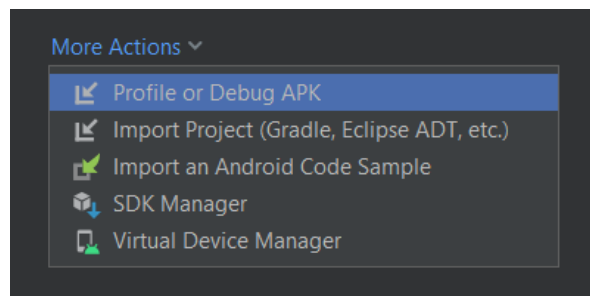 More Actions
Profile or Debug APK
Import Project (Gradle, Eclipse ADT, etc.)
Import an Android Code Sample
SDK Manager
Virtual Device Manager